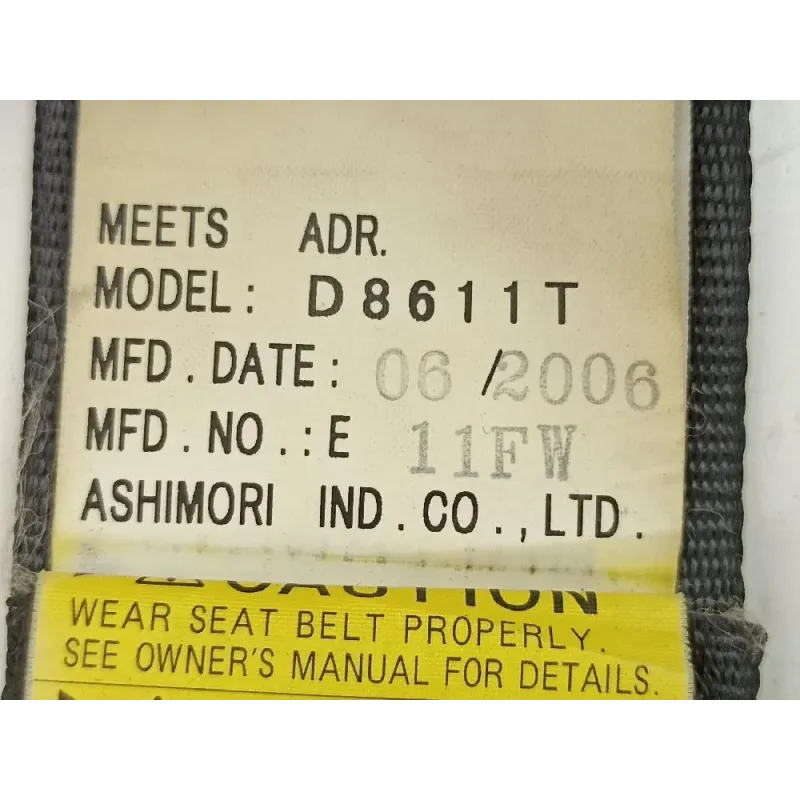 MEETS ADR.
MODEL: D8611T
MFD. DATE: 06 /2006
MFD. NO.:E 11FW
ASHIMORI IND. CO., LTD.
CAUTION
WEAR SEAT BELT PROPERLY.
SEE OWNER'S MANUAL FOR DETAILS.